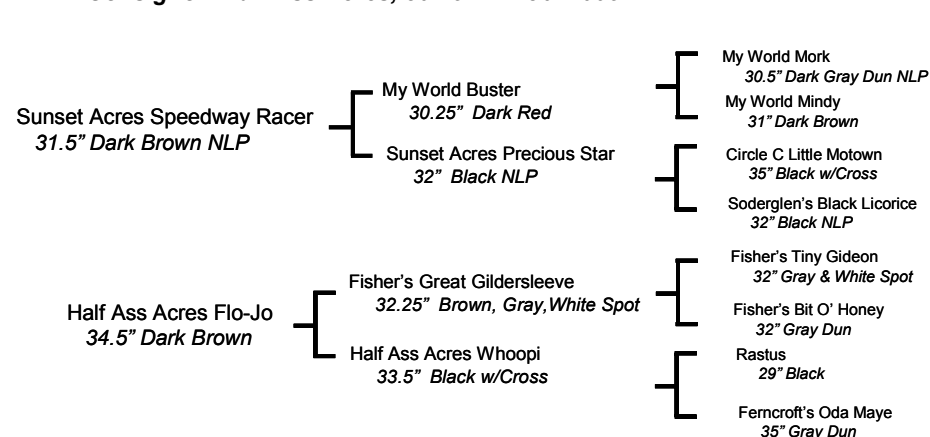 My World Mork
30.5” Dark Gray Dun NLP
My World Buster
30.25” Dark Red
My World Mindy
31” Dark Brown
Sunset Acres Speedway Racer
31.5” Dark Brown NLP
Sunset Acres Precious Star
32” Black NLP
Circle C Little Motown
35” Black w/Cross
Soderglen’s Black Licorice
32” Black NLP
Fisher’s Tiny Gideon
32” Gray & White Spot
Fisher’s Great Gildersleeve
32.25” Brown, Gray,White Spot
Fisher’s Bit O’ Honey
32” Gray Dun
Half Ass Acres Flo-Jo
34.5” Dark Brown
Half Ass Acres Whoopi
33.5” Black w/Cross
Rastus
29” Black
Ferncroft’s Oda Maye
35” Gray Dun